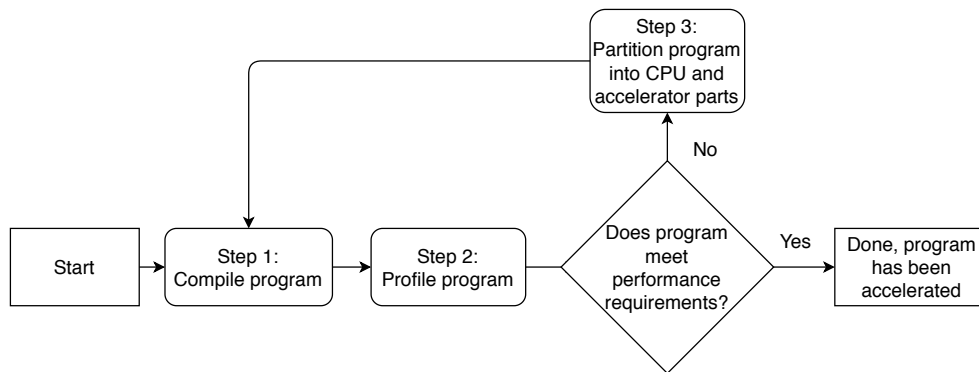 Step 3:
Partition program
into CPU and
accelerator parts
No
Start
Step 1:
Compile program
Step 2:
Profile program
Does program
meet
performance
requirements?
Yes
Done, program
has been
accelerated